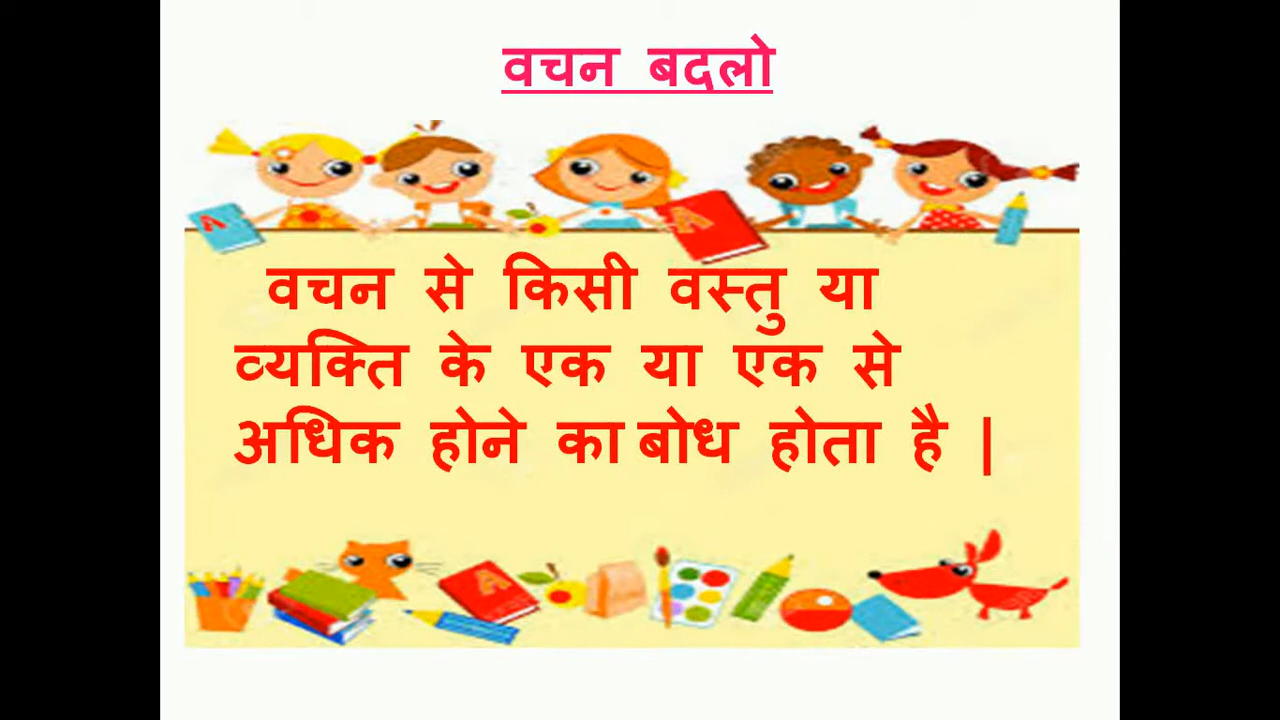 वचन बदलो
वचन से किसी वस्तु या
व्यक्ति के एक या एक से
अधिक होने का बोध होता है |
A
A
A